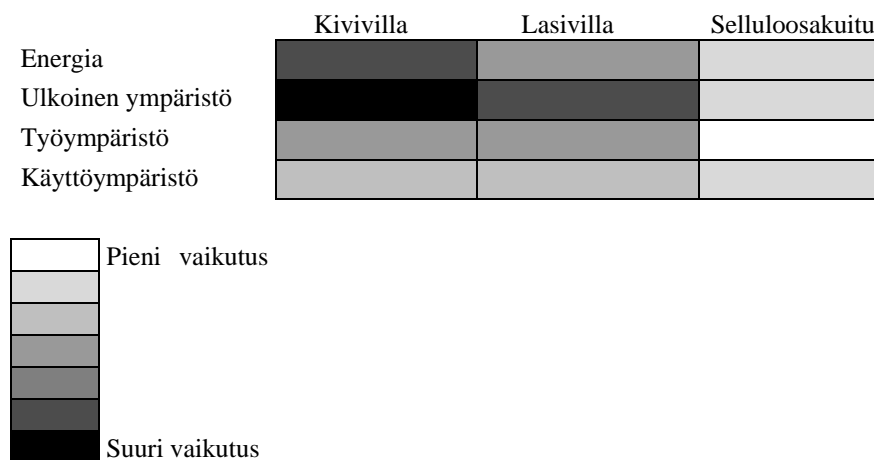 Kivivilla Lasivilla Selluloosakuitu
Energia
Ulkoinen ympäristö
Työympäristö
Käyttöympäristö
Pieni vaikutus
Suuri vaikutus